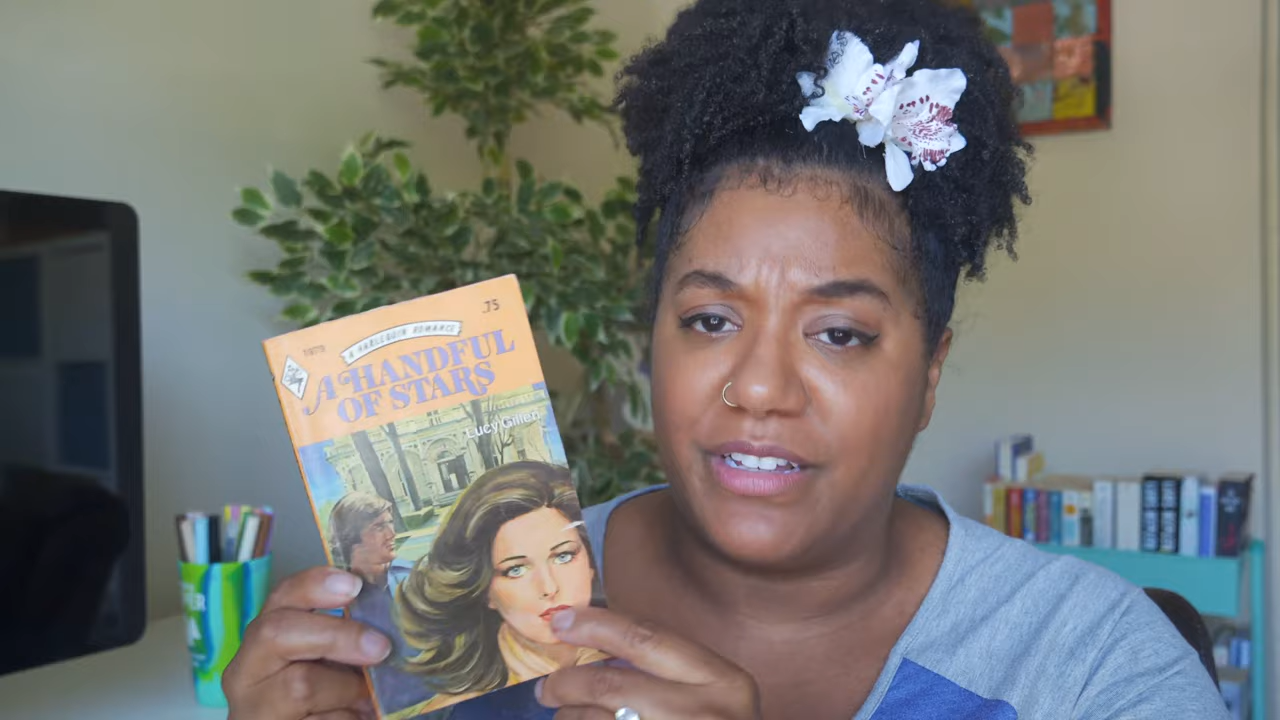 .75
A HARLEQUIN ROMANCE
A HANDFUL
OF STARS
Lucy Gillen